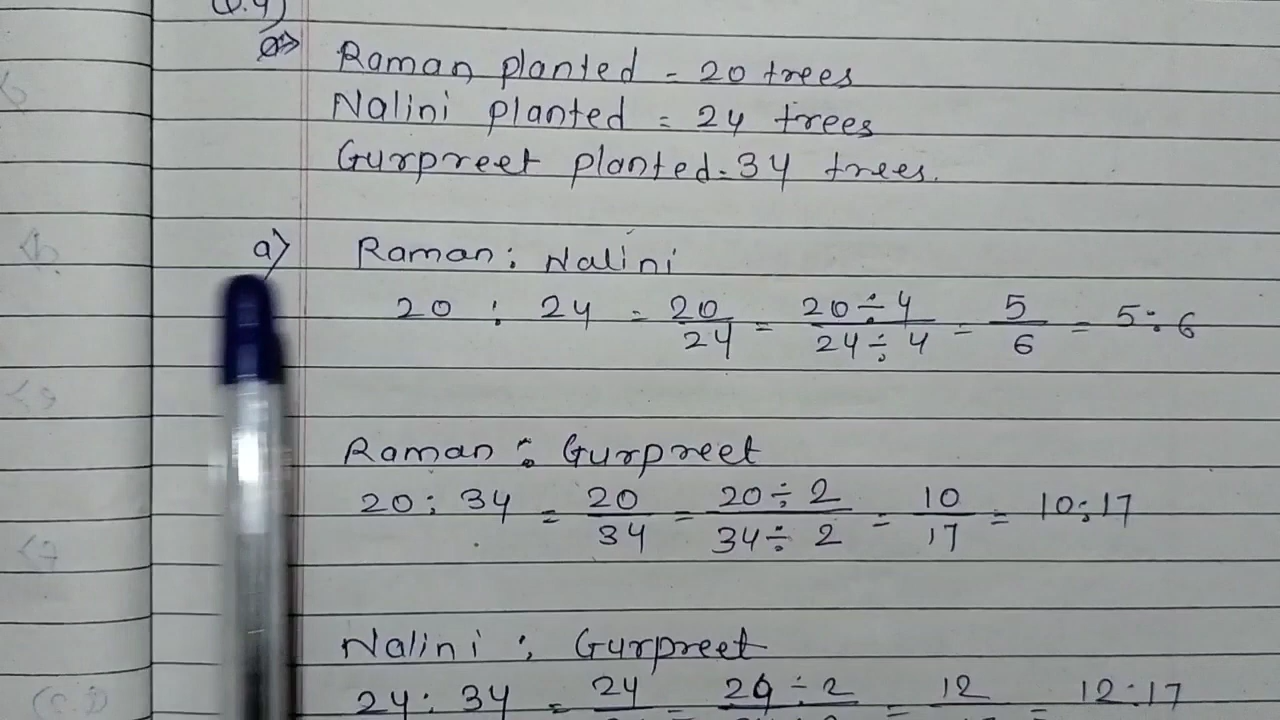 Raman planted = 20 trees
Nalini planted = 24 trees
Gurpreet planted = 34 trees.
a) Raman : Nalini
20 : 24 = 20/24 = 20÷4/24÷4 = 5/6 = 5:6
Raman : Gurpreet
20 : 34 = 20/34 = 20÷2/34÷2 = 10/17 = 10:17
Nalini : Gurpreet
24 : 34 = 24 = 24÷2 = 12 = 12:17